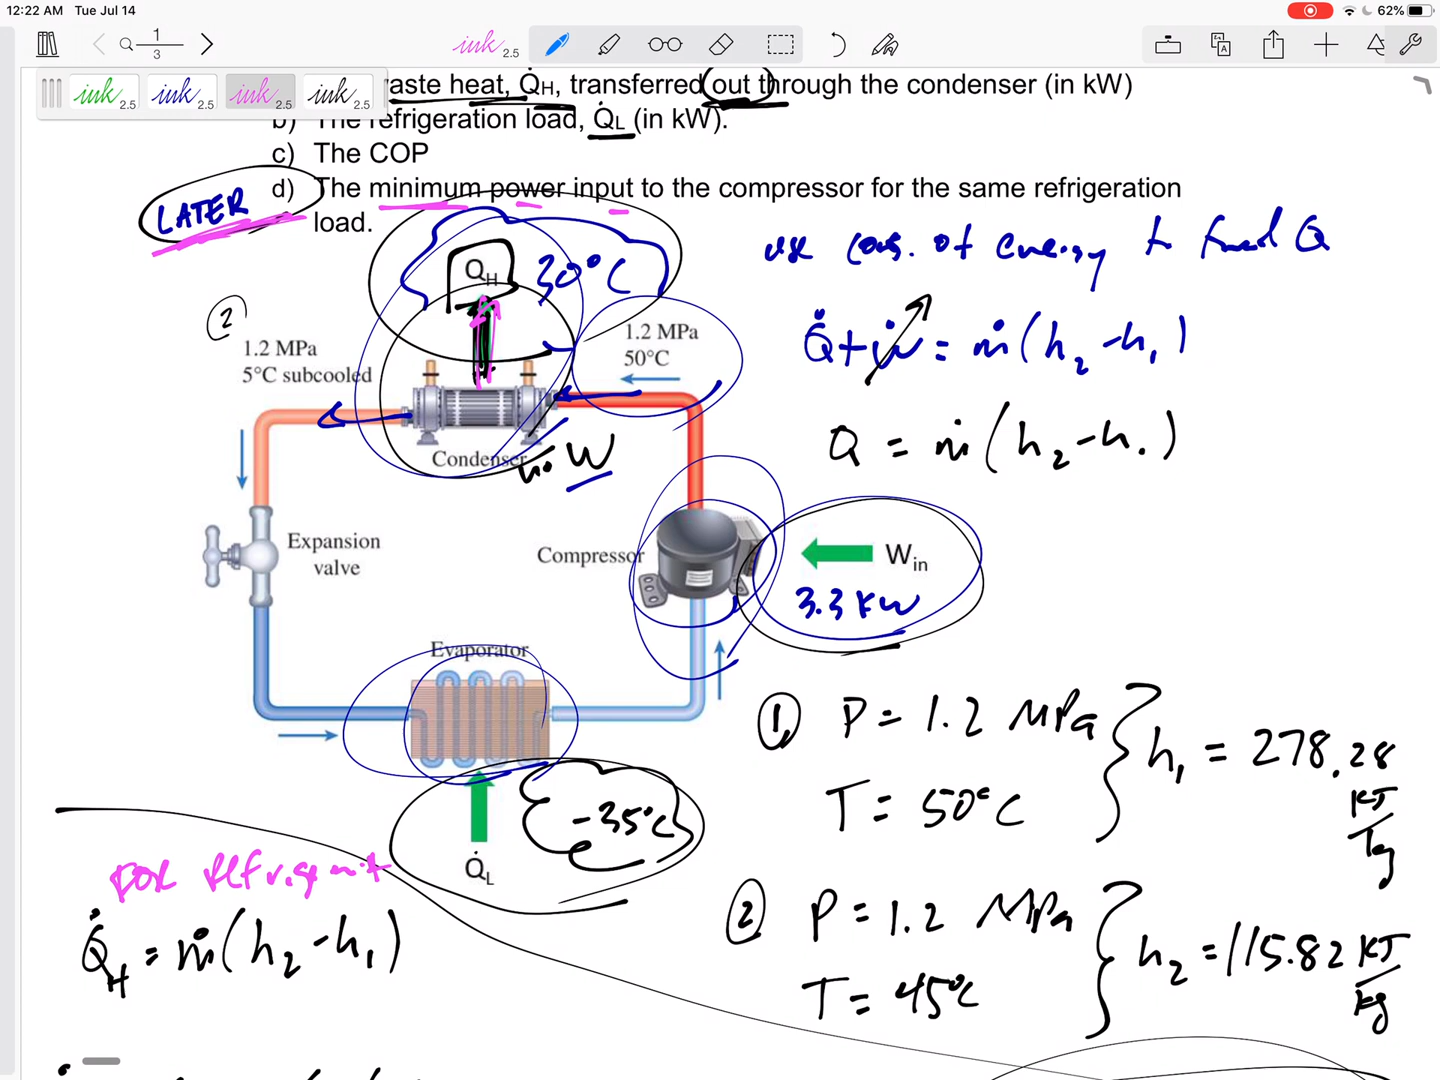 12:22 AM Tue Jul 14
62%
1
3
ink 2.5
ink 2.5 ink 2.5 ink 2.5 ink 2.5
aste heat, Q̇H, transferred out through the condenser (in kW)
b) The refrigeration load, Q̇L (in kW).
c) The COP
LATER
d) The minimum power input to the compressor for the same refrigeration
load.
use cons. of energy to find Q
QH
30°C
2
1.2 MPa
5°C subcooled
1.2 MPa
50°C
Q̇+Ẇ = ṁ(h2-h1)
Q = ṁ(h2-h1)
Condenser
no W
Expansion
valve
Compressor
Win
3.3 kW
Evaporator
-35°C
Q̇L
① P = 1.2 MPa
T = 50°C
h1 = 278.28 KJ/kg
② P = 1.2 MPa
T = 45°C
h2 = 115.82 KJ/kg
FOR Refrigerant
Q̇H = ṁ(h2-h1)